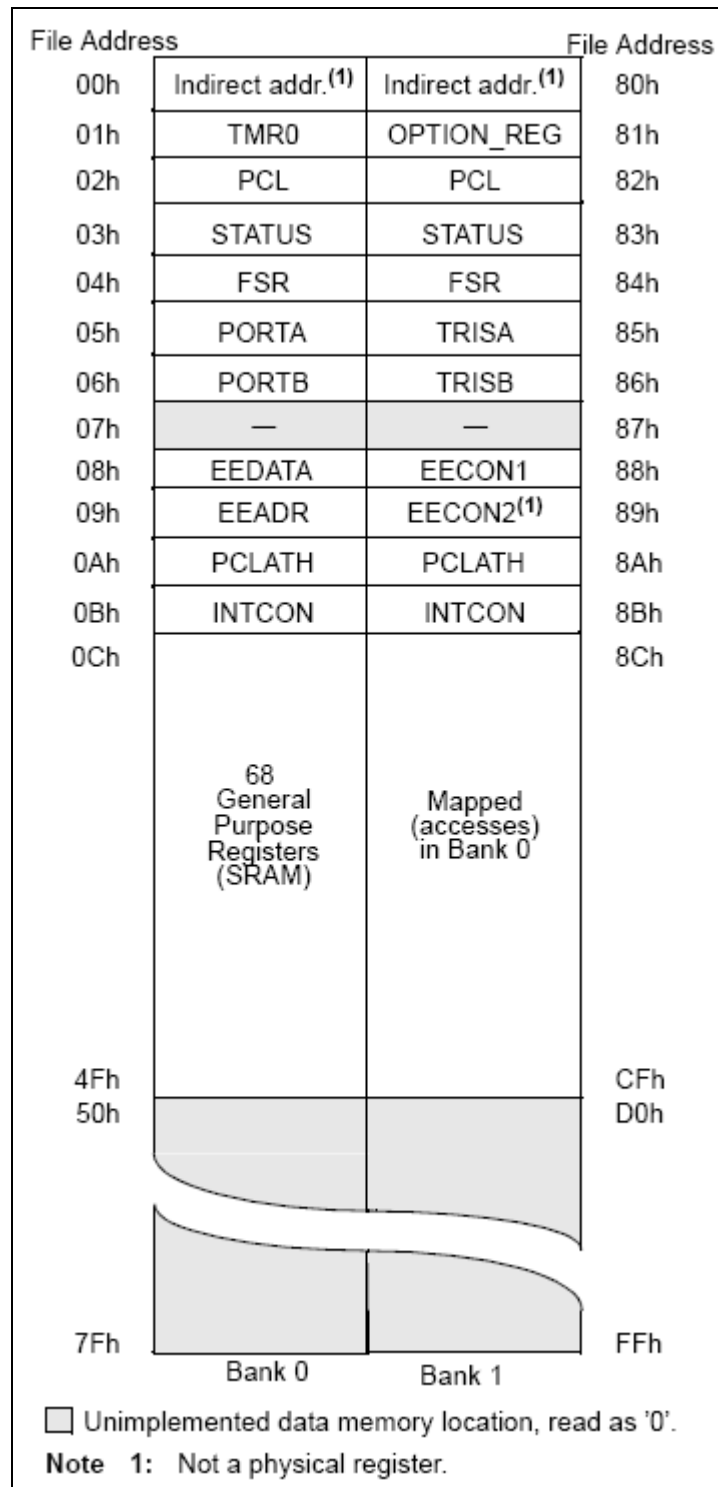 File Address File Address
00h Indirect addr.(1) Indirect addr.(1) 80h
01h TMR0 OPTION_REG 81h
02h PCL PCL 82h
03h STATUS STATUS 83h
04h FSR FSR 84h
05h PORTA TRISA 85h
06h PORTB TRISB 86h
07h — — 87h
08h EEDATA EECON1 88h
09h EEADR EECON2(1) 89h
0Ah PCLATH PCLATH 8Ah
0Bh INTCON INTCON 8Bh
0Ch 8Ch
68
General
Purpose
Registers
(SRAM)
Mapped
(accesses)
in Bank 0
4Fh CFh
50h D0h
7Fh FFh
Bank 0 Bank 1
Unimplemented data memory location, read as '0'.
Note 1: Not a physical register.